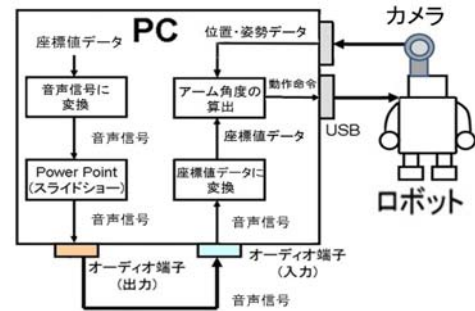 PC
座標値データ
音声信号に
変換
音声信号
Power Point
(スライドショー)
音声信号
オーディオ端子
(出力)
音声信号
オーディオ端子
(入力)
音声信号
座標値データに
変換
座標値データ
アーム角度の
算出
動作命令
位置・姿勢データ
USB
カメラ
ロボット